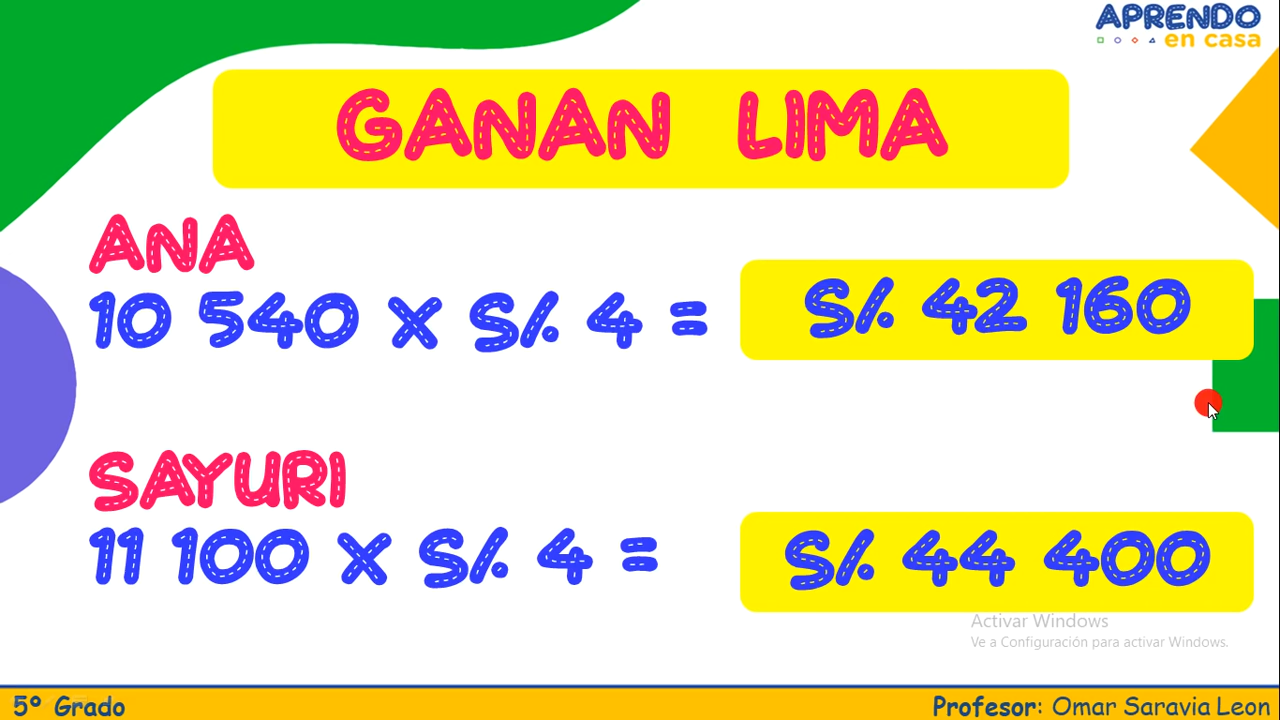 APRENDO
en casa
GANAN LIMA
ANA
10 540 X S/. 4 = S/. 42 160
SAYURI
11 100 X S/. 4 = S/. 44 400
Activar Windows
Ve a Configuración para activar Windows.
5º Grado Profesor: Omar Saravia Leon